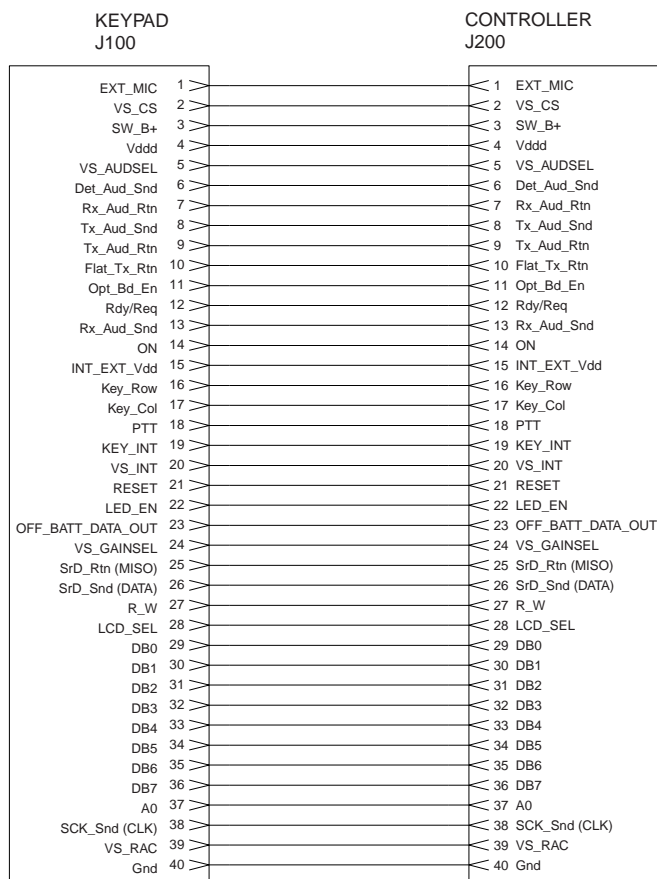 KEYPAD CONTROLLER
J100 J200
EXT_MIC 1 1 EXT_MIC
VS_CS 2 2 VS_CS
SW_B+ 3 3 SW_B+
Vddd 4 4 Vddd
VS_AUDSEL 5 5 VS_AUDSEL
Det_Aud_Snd 6 6 Det_Aud_Snd
Rx_Aud_Rtn 7 7 Rx_Aud_Rtn
Tx_Aud_Snd 8 8 Tx_Aud_Snd
Tx_Aud_Rtn 9 9 Tx_Aud_Rtn
Flat_Tx_Rtn 10 10 Flat_Tx_Rtn
Opt_Bd_En 11 11 Opt_Bd_En
Rdy/Req 12 12 Rdy/Req
Rx_Aud_Snd 13 13 Rx_Aud_Snd
ON 14 14 ON
INT_EXT_Vdd 15 15 INT_EXT_Vdd
Key_Row 16 16 Key_Row
Key_Col 17 17 Key_Col
PTT 18 18 PTT
KEY_INT 19 19 KEY_INT
VS_INT 20 20 VS_INT
RESET 21 21 RESET
LED_EN 22 22 LED_EN
OFF_BATT_DATA_OUT 23 23 OFF_BATT_DATA_OUT
VS_GAINSEL 24 24 VS_GAINSEL
SrD_Rtn (MISO) 25 25 SrD_Rtn (MISO)
SrD_Snd (DATA) 26 26 SrD_Snd (DATA)
R_W 27 27 R_W
LCD_SEL 28 28 LCD_SEL
DB0 29 29 DB0
DB1 30 30 DB1
DB2 31 31 DB2
DB3 32 32 DB3
DB4 33 33 DB4
DB5 34 34 DB5
DB6 35 35 DB6
DB7 36 36 DB7
A0 37 37 A0
SCK_Snd (CLK) 38 38 SCK_Snd (CLK)
VS_RAC 39 39 VS_RAC
Gnd 40 40 Gnd